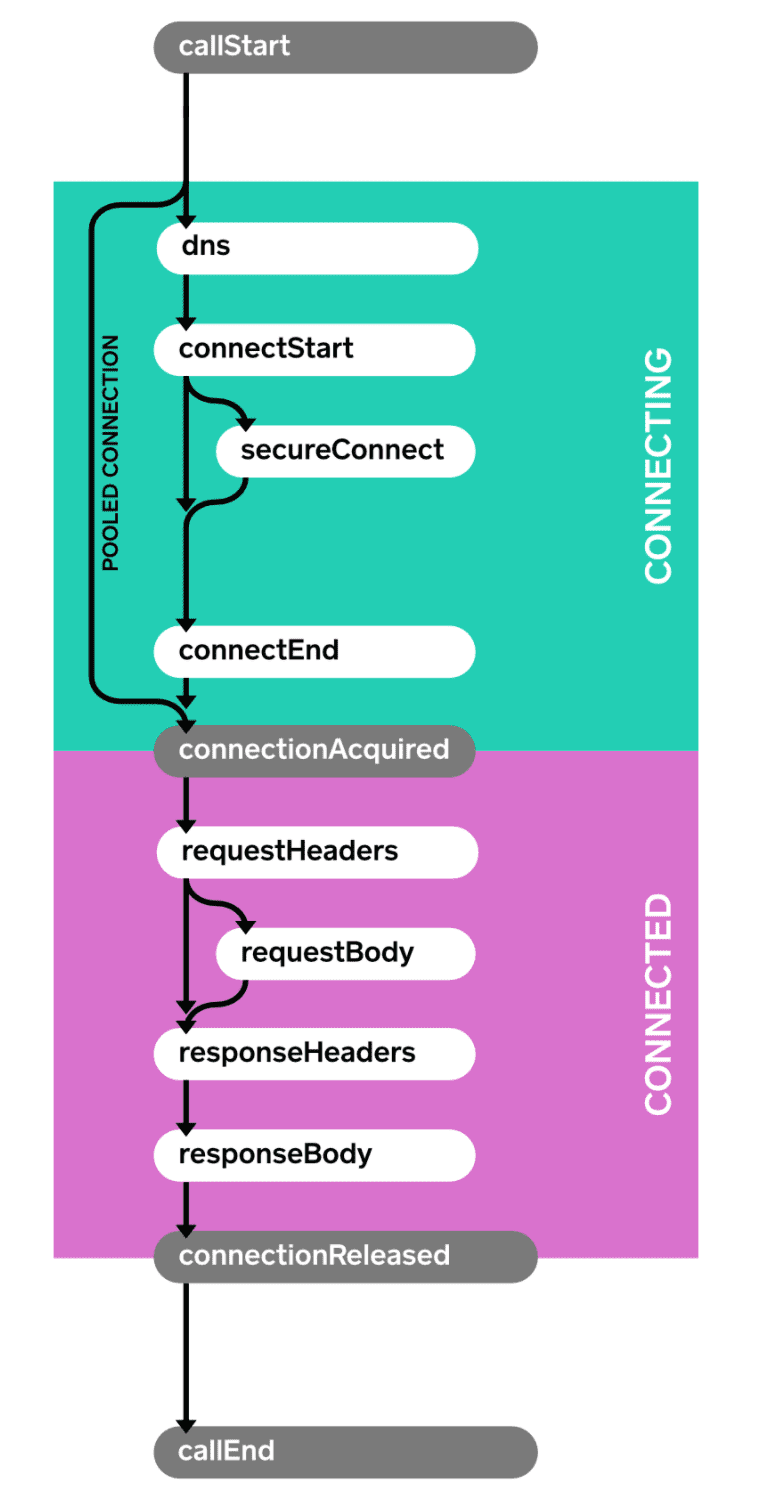 callStart
dns
connectStart
POOLED CONNECTION
secureConnect
CONNECTING
connectEnd
connectionAcquired
requestHeaders
requestBody
CONNECTED
responseHeaders
responseBody
connectionReleased
callEnd